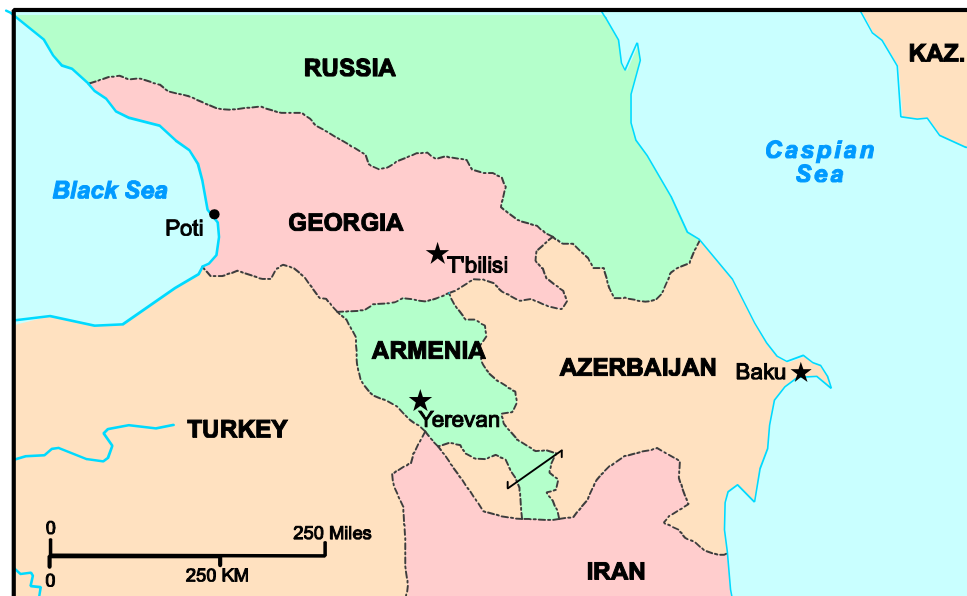 RUSSIA
KAZ.
Caspian
Sea
Black Sea
Poti
GEORGIA
T'bilisi
ARMENIA
AZERBAIJAN
Baku
Yerevan
TURKEY
0
250 Miles
0
250 KM
IRAN